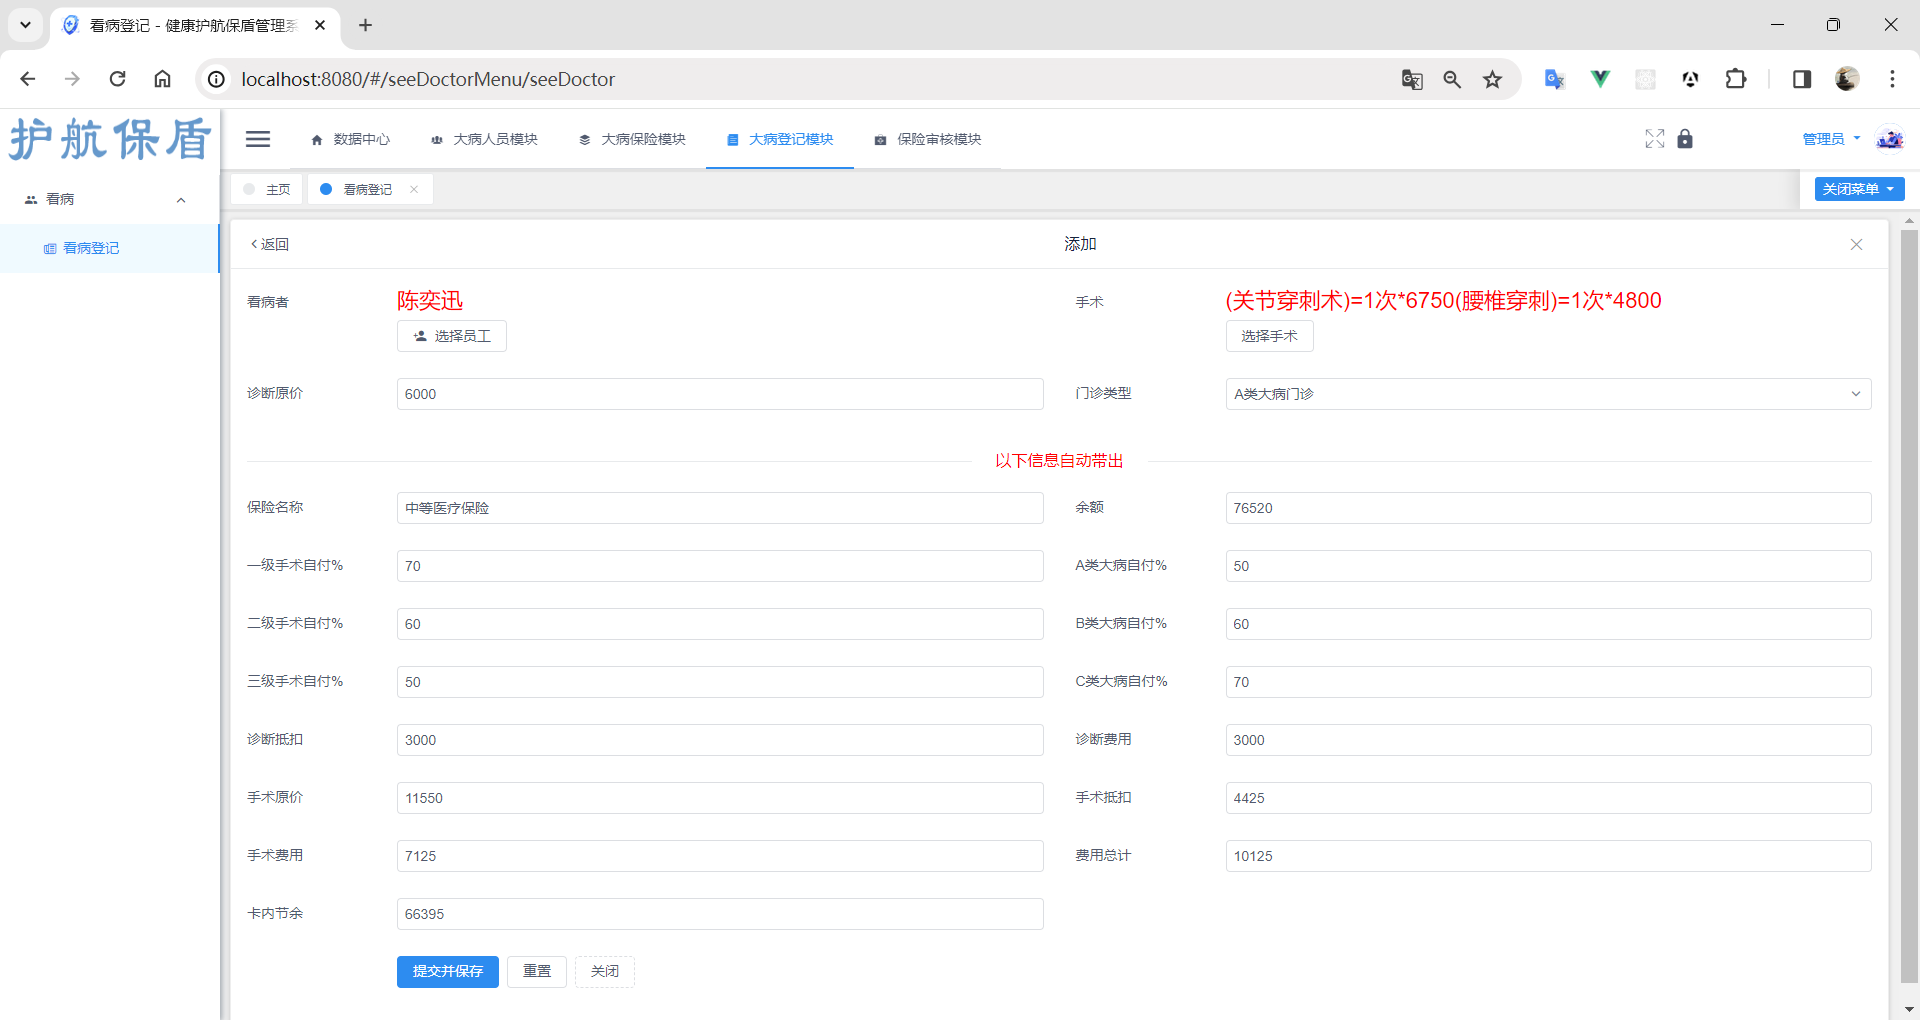 看病登记 - 健康护航保盾管理系
localhost:8080/#/seeDoctorMenu/seeDoctor
护航保盾
数据中心
大病人员模块
大病保险模块
大病登记模块
保险审核模块
管理员
看病
看病登记
主页
看病登记
关闭菜单
返回
添加
看病者
陈奕迅
选择员工
手术
(关节穿刺术)=1次*6750(腰椎穿刺)=1次*4800
选择手术
诊断原价
6000
门诊类型
A类大病门诊
以下信息自动带出
保险名称
中等医疗保险
余额
76520
一级手术自付%
70
A类大病自付%
50
二级手术自付%
60
B类大病自付%
60
三级手术自付%
50
C类大病自付%
70
诊断抵扣
3000
诊断费用
3000
手术原价
11550
手术抵扣
4425
手术费用
7125
费用总计
10125
卡内节余
66395
提交并保存
重置
关闭